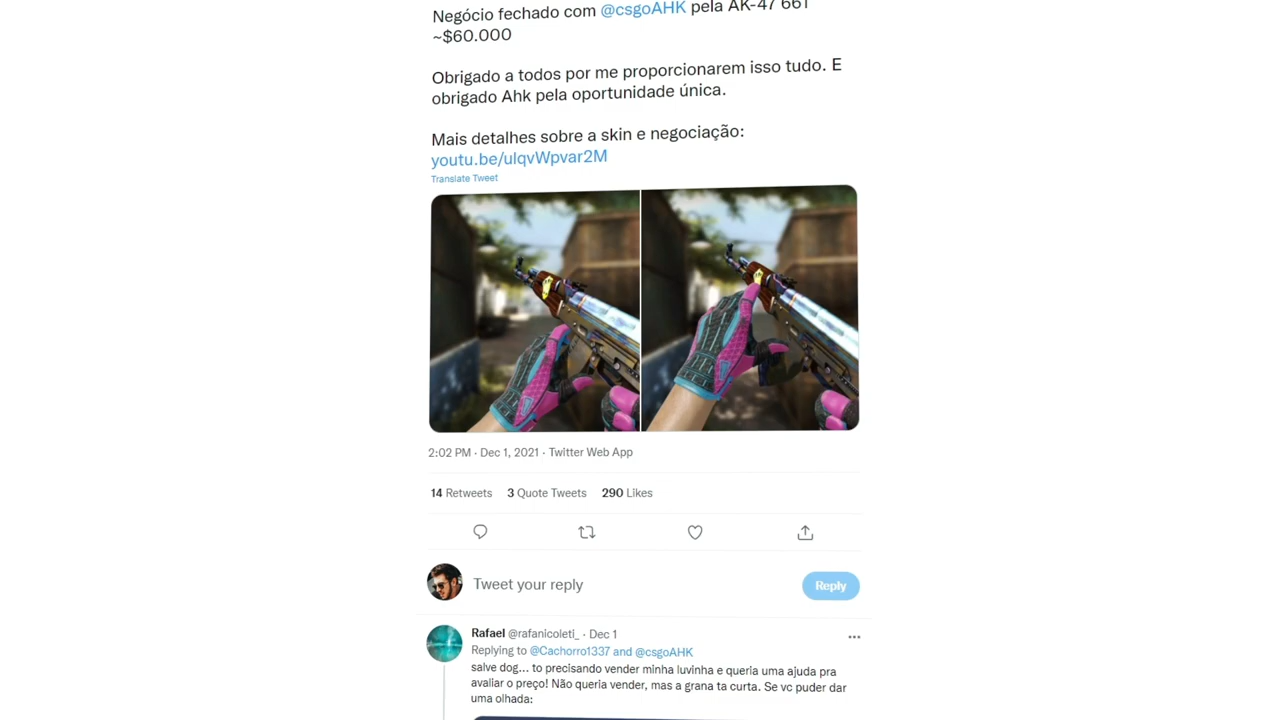 Negócio fechado com @csgoAHK pela AK-47 661
~$60.000
Obrigado a todos por me proporcionarem isso tudo. E
obrigado Ahk pela oportunidade única.
Mais detalhes sobre a skin e negociação:
youtu.be/ulqvWpvar2M
Translate Tweet
2:02 PM · Dec 1, 2021 · Twitter Web App
14 Retweets 3 Quote Tweets 290 Likes
Tweet your reply
Reply
Rafael @rafanicoleti_ · Dec 1
Replying to @Cachorro1337 and @csgoAHK
salve dog... to precisando vender minha luvinha e queria uma ajuda pra
avaliar o preço! Não queria vender, mas a grana ta curta. Se vc puder dar
uma olhada: